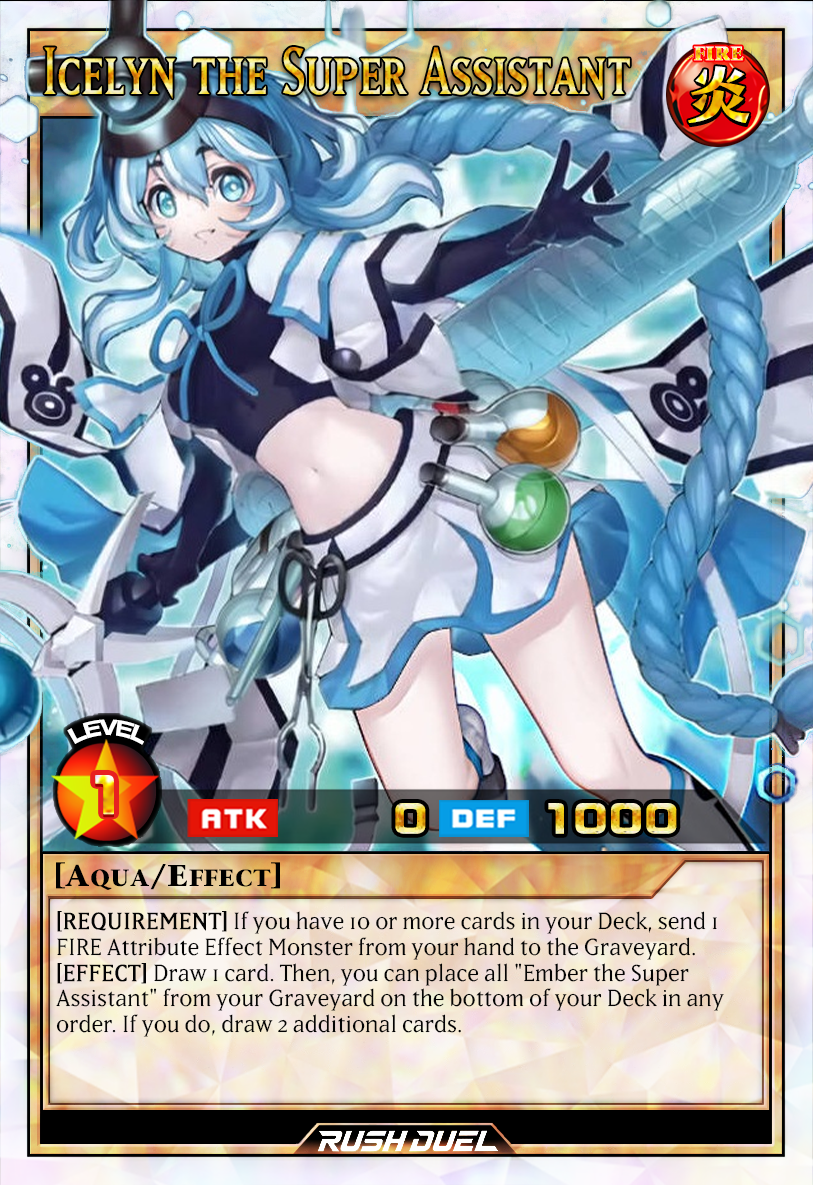 Icelyn the Super Assistant
FIRE
炎
LEVEL
1
ATK 0 DEF 1000
[Aqua/Effect]
[REQUIREMENT] If you have 10 or more cards in your Deck, send 1
FIRE Attribute Effect Monster from your hand to the Graveyard.
[EFFECT] Draw 1 card. Then, you can place all "Ember the Super
Assistant" from your Graveyard on the bottom of your Deck in any
order. If you do, draw 2 additional cards.
RUSH DUEL